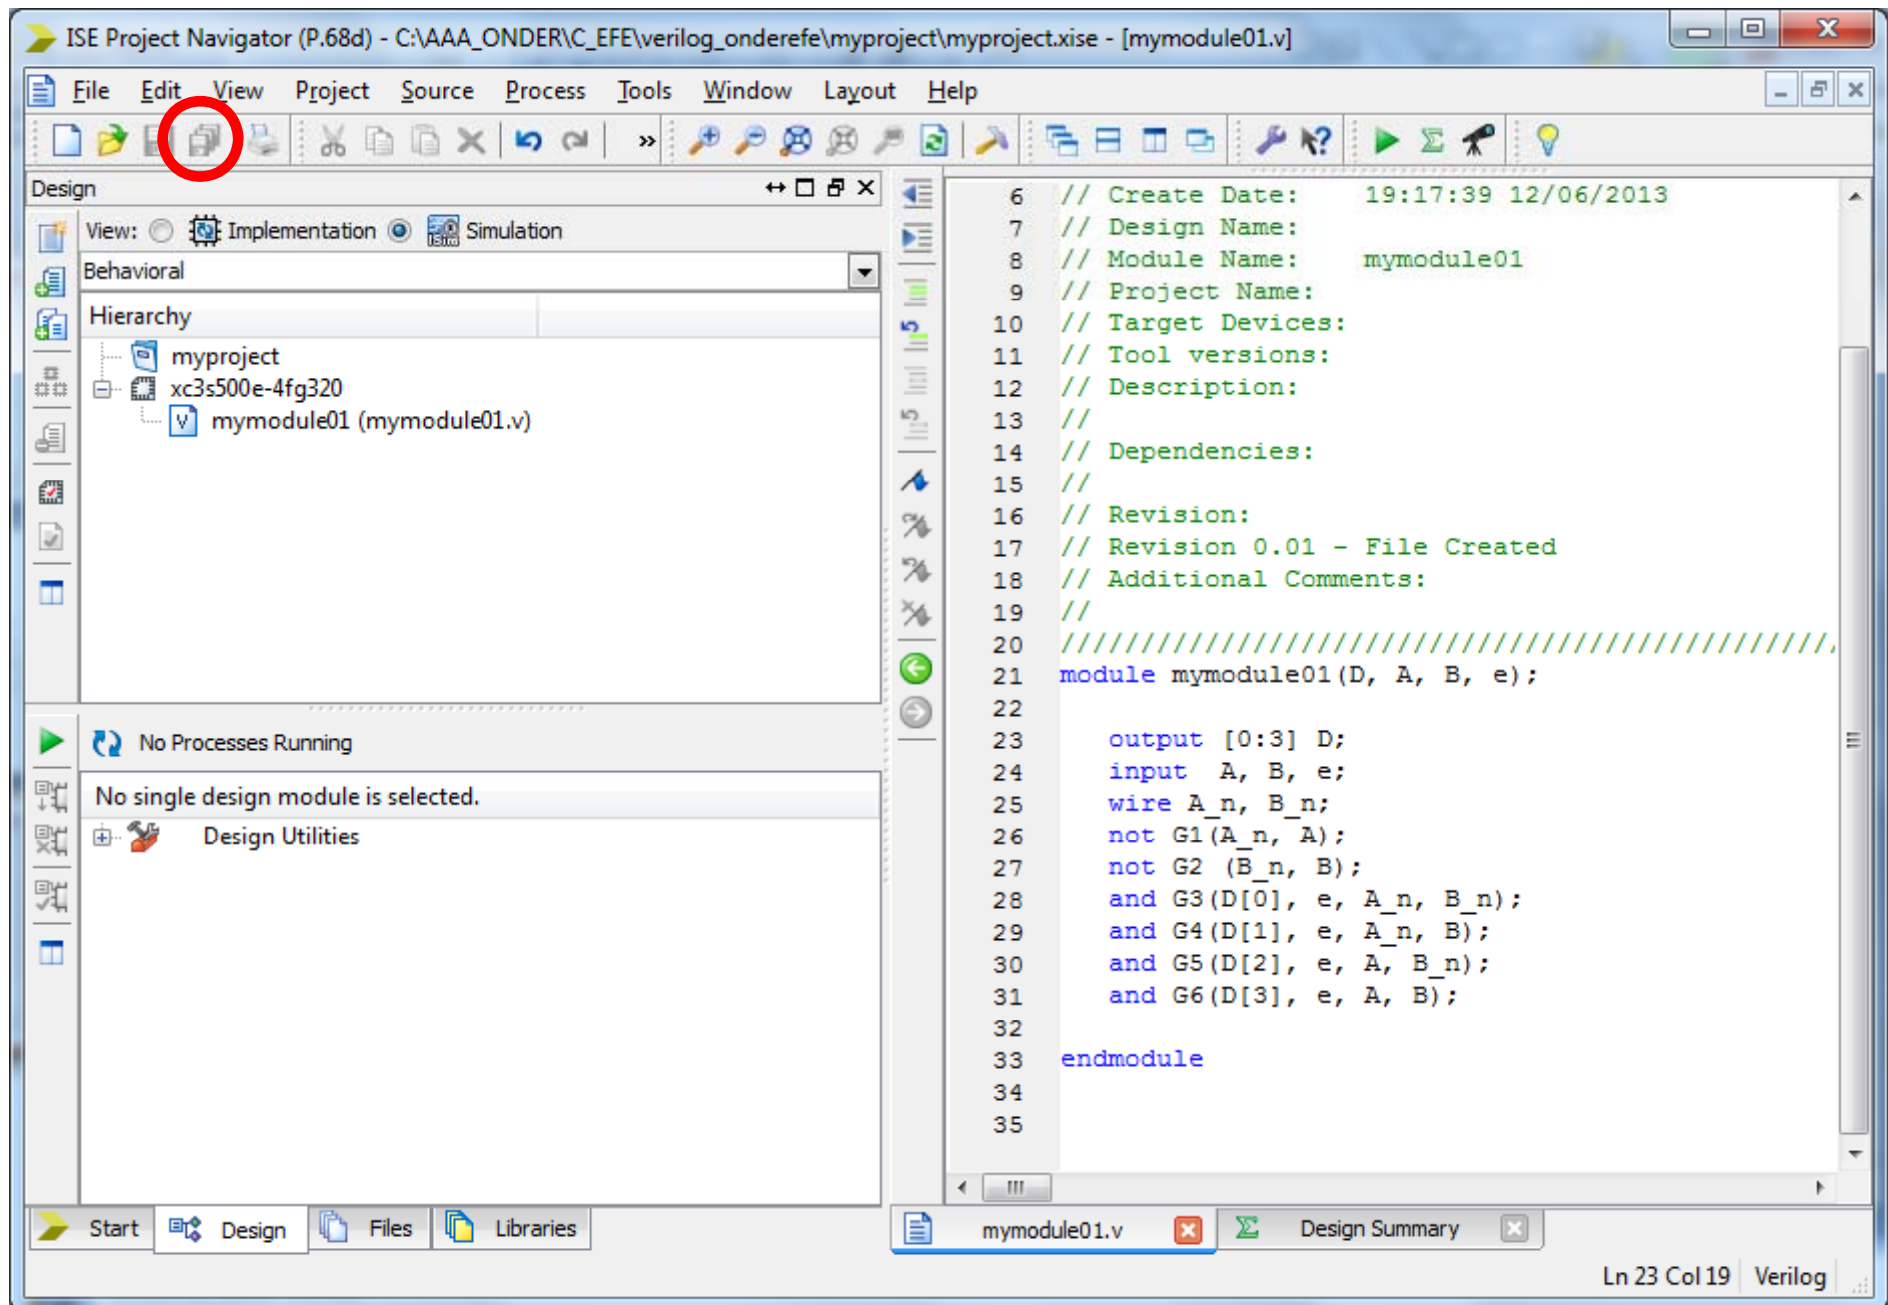 ISE Project Navigator (P.68d) - C:\AAA_ONDER\C_EFE\verilog_onderefe\myproject\myproject.xise - [mymodule01.v]
File Edit View Project Source Process Tools Window Layout Help
Design
View: Implementation Simulation
Behavioral
Hierarchy
myproject
xc3s500e-4fg320
mymodule01 (mymodule01.v)
No Processes Running
No single design module is selected.
Design Utilities
Start Design Files Libraries
6 // Create Date:    19:17:39 12/06/2013
7 // Design Name:
8 // Module Name:    mymodule01
9 // Project Name:
10 // Target Devices:
11 // Tool versions:
12 // Description:
13 //
14 // Dependencies:
15 //
16 // Revision:
17 // Revision 0.01 - File Created
18 // Additional Comments:
19 //
20 /////////////////////////////////////////////////
21 module mymodule01(D, A, B, e);
22
23    output [0:3] D;
24    input  A, B, e;
25    wire A_n, B_n;
26    not G1(A_n, A);
27    not G2 (B_n, B);
28    and G3(D[0], e, A_n, B_n);
29    and G4(D[1], e, A_n, B);
30    and G5(D[2], e, A, B_n);
31    and G6(D[3], e, A, B);
32
33 endmodule
34
35
mymodule01.v Design Summary
Ln 23 Col 19 Verilog